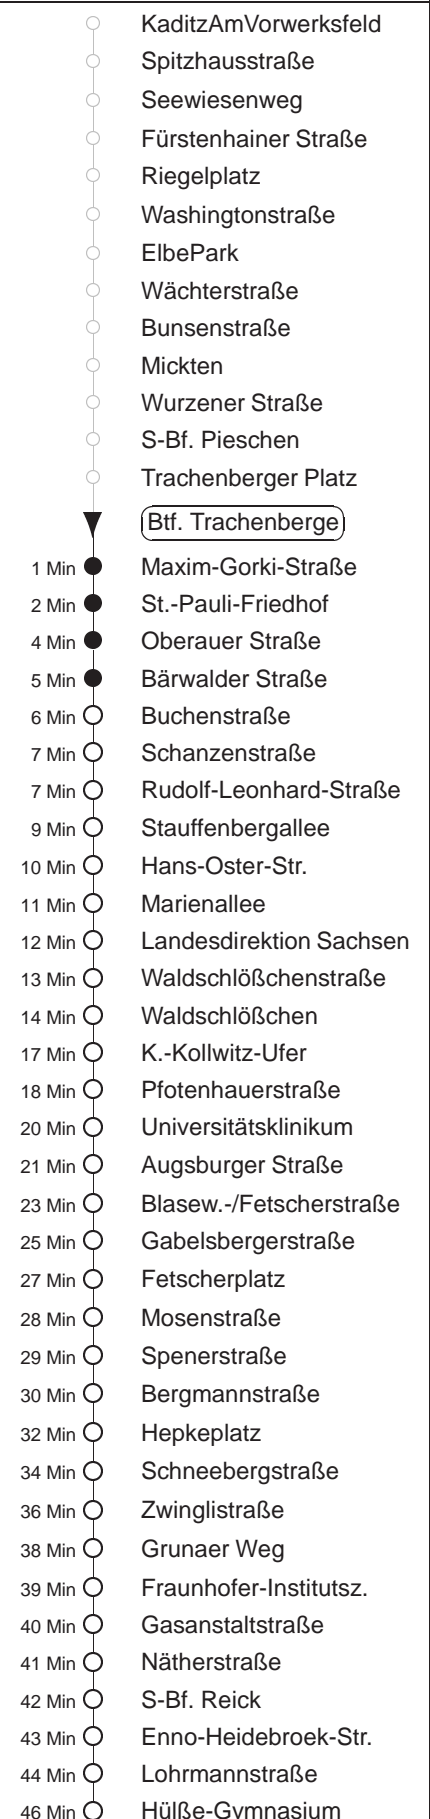 KaditzAmVorwerksfeld
Spitzhausstraße
Seewiesenweg
Fürstenhainer Straße
Riegelplatz
Washingtonstraße
ElbePark
Wächterstraße
Bunsenstraße
Mickten
Wurzener Straße
S-Bf. Pieschen
Trachenberger Platz
Btf. Trachenberge
1 Min Maxim-Gorki-Straße
2 Min St.-Pauli-Friedhof
4 Min Oberauer Straße
5 Min Bärwalder Straße
6 Min Buchenstraße
7 Min Schanzenstraße
7 Min Rudolf-Leonhard-Straße
9 Min Stauffenbergallee
10 Min Hans-Oster-Str.
11 Min Marienallee
12 Min Landesdirektion Sachsen
13 Min Waldschlößchenstraße
14 Min Waldschlößchen
17 Min K.-Kollwitz-Ufer
18 Min Pfotenhauerstraße
20 Min Universitätsklinikum
21 Min Augsburger Straße
23 Min Blasew.-/Fetscherstraße
25 Min Gabelsbergerstraße
27 Min Fetscherplatz
28 Min Mosenstraße
29 Min Spenerstraße
30 Min Bergmannstraße
32 Min Hepkeplatz
34 Min Schneebergstraße
36 Min Zwinglistraße
38 Min Grunaer Weg
39 Min Fraunhofer-Institutsz.
40 Min Gasanstaltstraße
41 Min Nätherstraße
42 Min S-Bf. Reick
43 Min Enno-Heidebroek-Str.
44 Min Lohrmannstraße
46 Min Hülße-Gymnasium